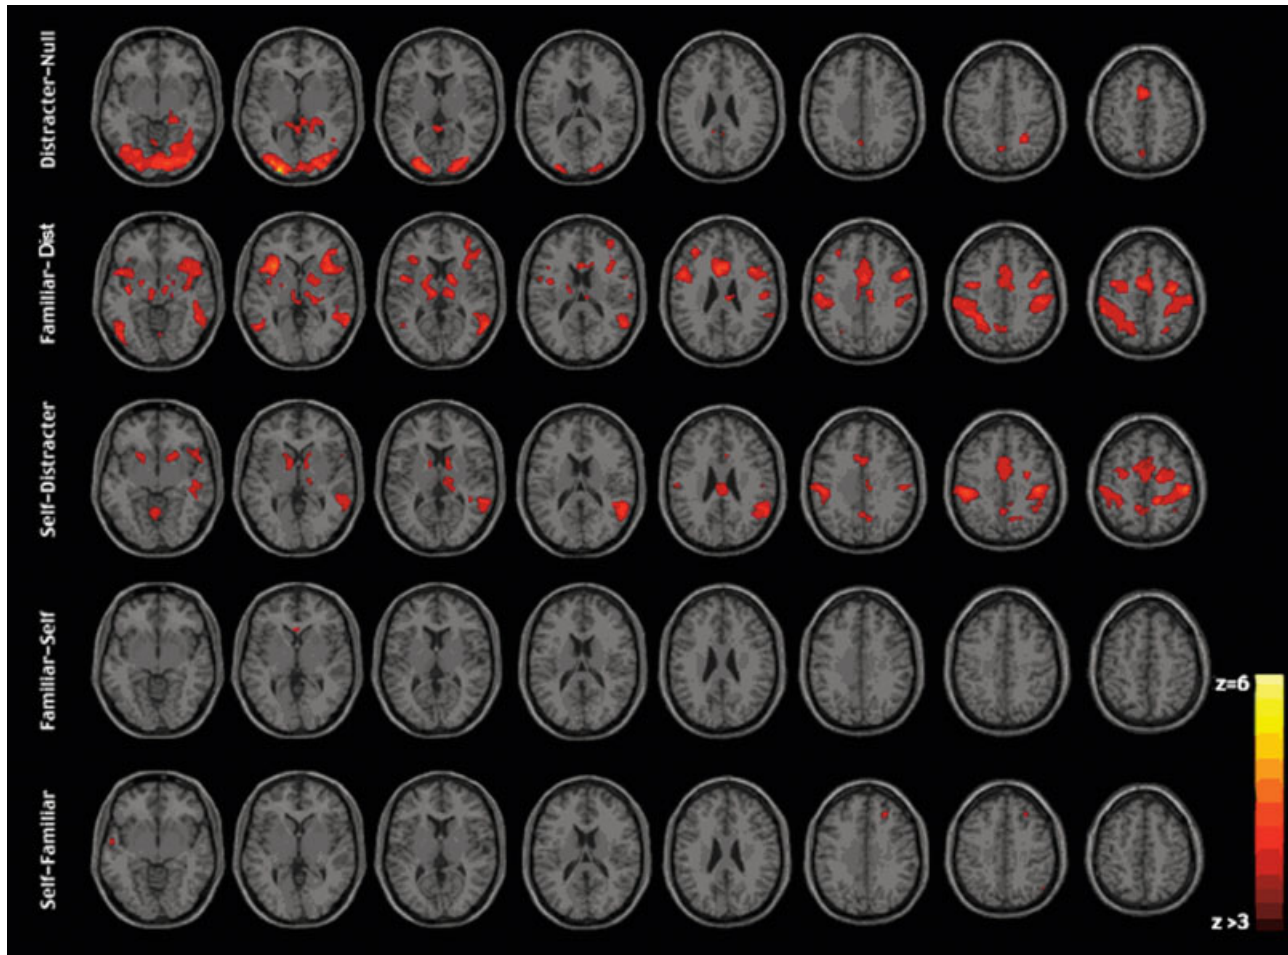 Distracter-Null
Familiar-Dist
Self-Distracter
Familiar-Self
Self-Familiar
z=6
z >3